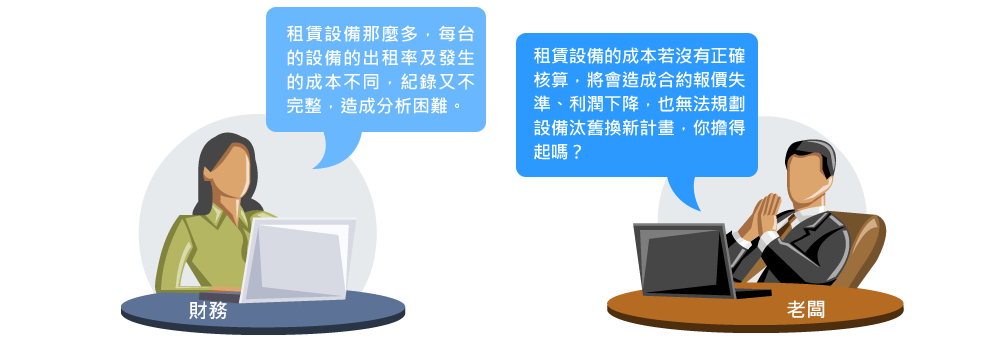 租賃設備那麼多，每台
的設備的出租率及發生
的成本不同，紀錄又不
完整，造成分析困難。
財務
租賃設備的成本若沒有正確
核算，將會造成合約報價失
準、利潤下降，也無法規劃
設備汰舊換新計畫，你擔得
起嗎？
老闆